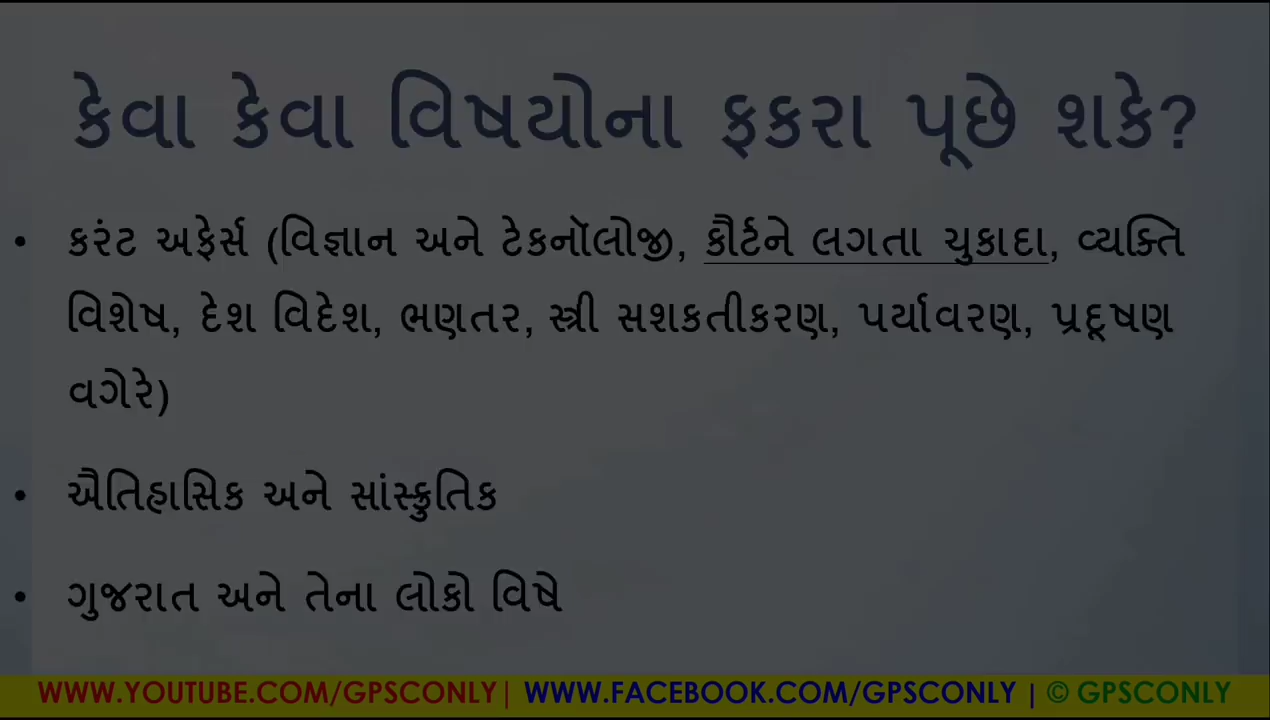 કેવા કેવા વિષયોના ફકરા પૂછે શકે?
• કરંટ અફેર્સ (વિજ્ઞાન અને ટેકનૉલોજી, કૌર્ટને લગતા ચુકાદા, વ્યક્તિ
વિશેષ, દેશ વિદેશ, ભણતર, સ્ત્રી સશકતીકરણ, પર્યાવરણ, પ્રદૂષણ
વગેરે)
• ઐતિહાસિક અને સાંસ્ક્રુતિક
• ગુજરાત અને તેના લોકો વિષે
WWW.YOUTUBE.COM/GPSCONLY | WWW.FACEBOOK.COM/GPSCONLY | © GPSCONLY